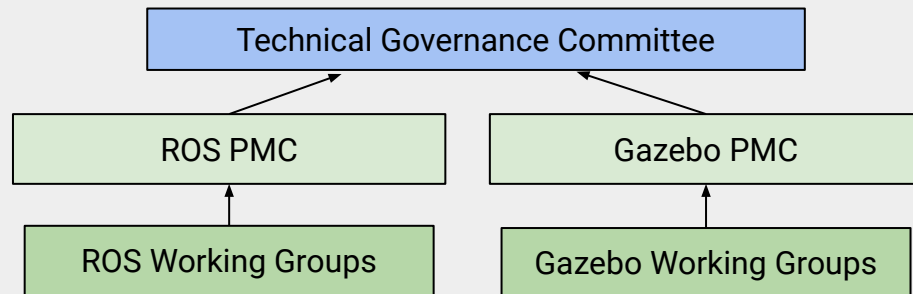 Technical Governance Committee
ROS PMC
Gazebo PMC
ROS Working Groups
Gazebo Working Groups